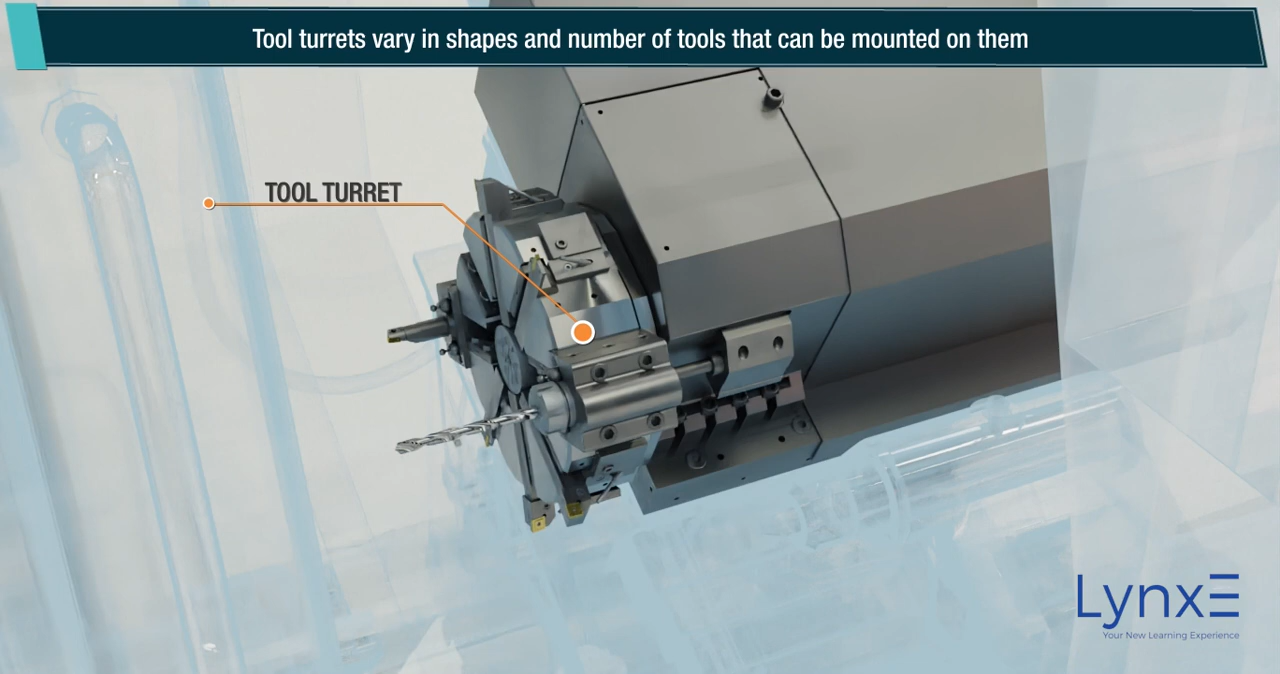 Tool turrets vary in shapes and number of tools that can be mounted on them
TOOL TURRET
LynxE
Your New Learning Experience